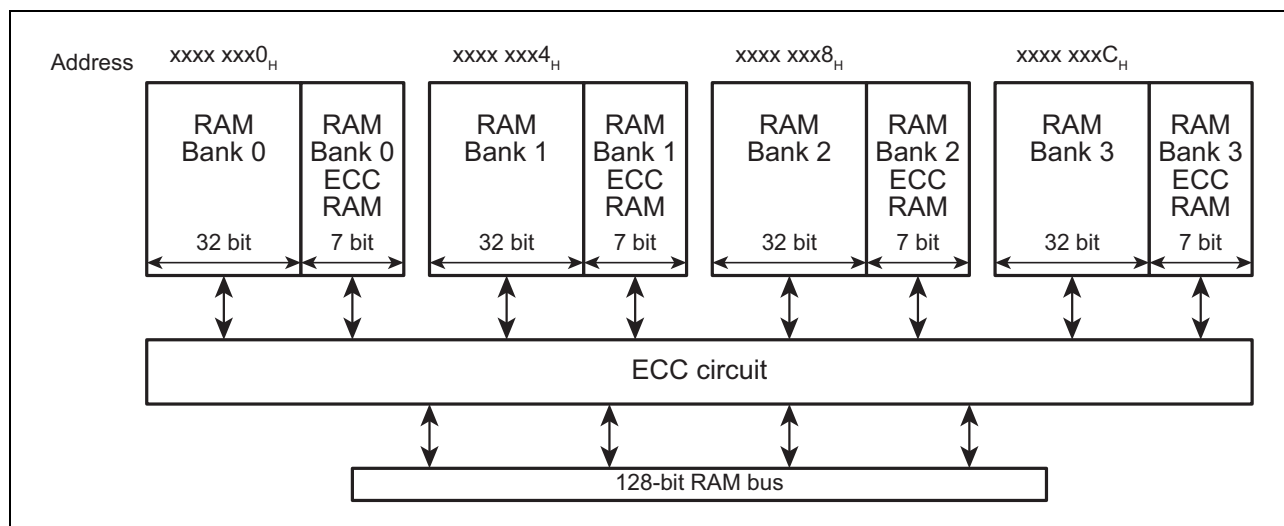 Address
xxxx xxx0H
xxxx xxx4H
xxxx xxx8H
xxxx xxxCH
RAM
Bank 0
32 bit
RAM
Bank 0
ECC
RAM
7 bit
RAM
Bank 1
32 bit
RAM
Bank 1
ECC
RAM
7 bit
RAM
Bank 2
32 bit
RAM
Bank 2
ECC
RAM
7 bit
RAM
Bank 3
32 bit
RAM
Bank 3
ECC
RAM
7 bit
ECC circuit
128-bit RAM bus